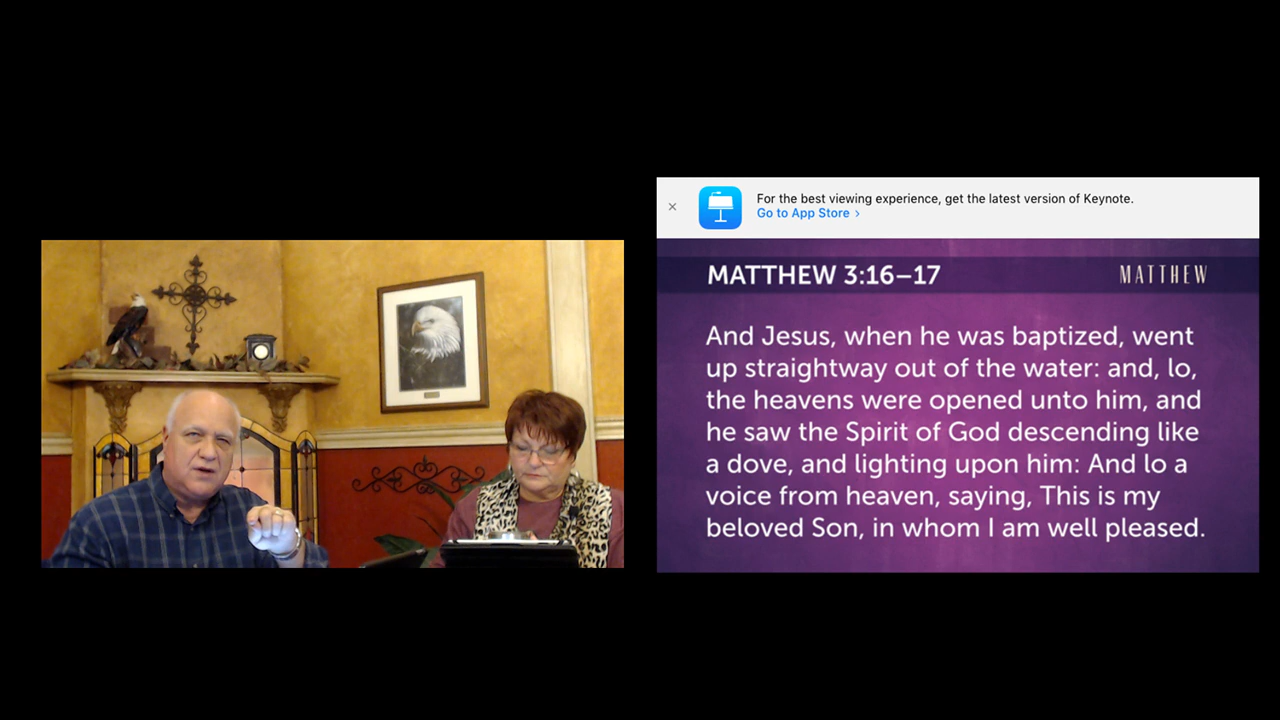 For the best viewing experience, get the latest version of Keynote.
Go to App Store >
MATTHEW 3:16–17
MATTHEW
And Jesus, when he was baptized, went
up straightway out of the water: and, lo,
the heavens were opened unto him, and
he saw the Spirit of God descending like
a dove, and lighting upon him: And lo a
voice from heaven, saying, This is my
beloved Son, in whom I am well pleased.